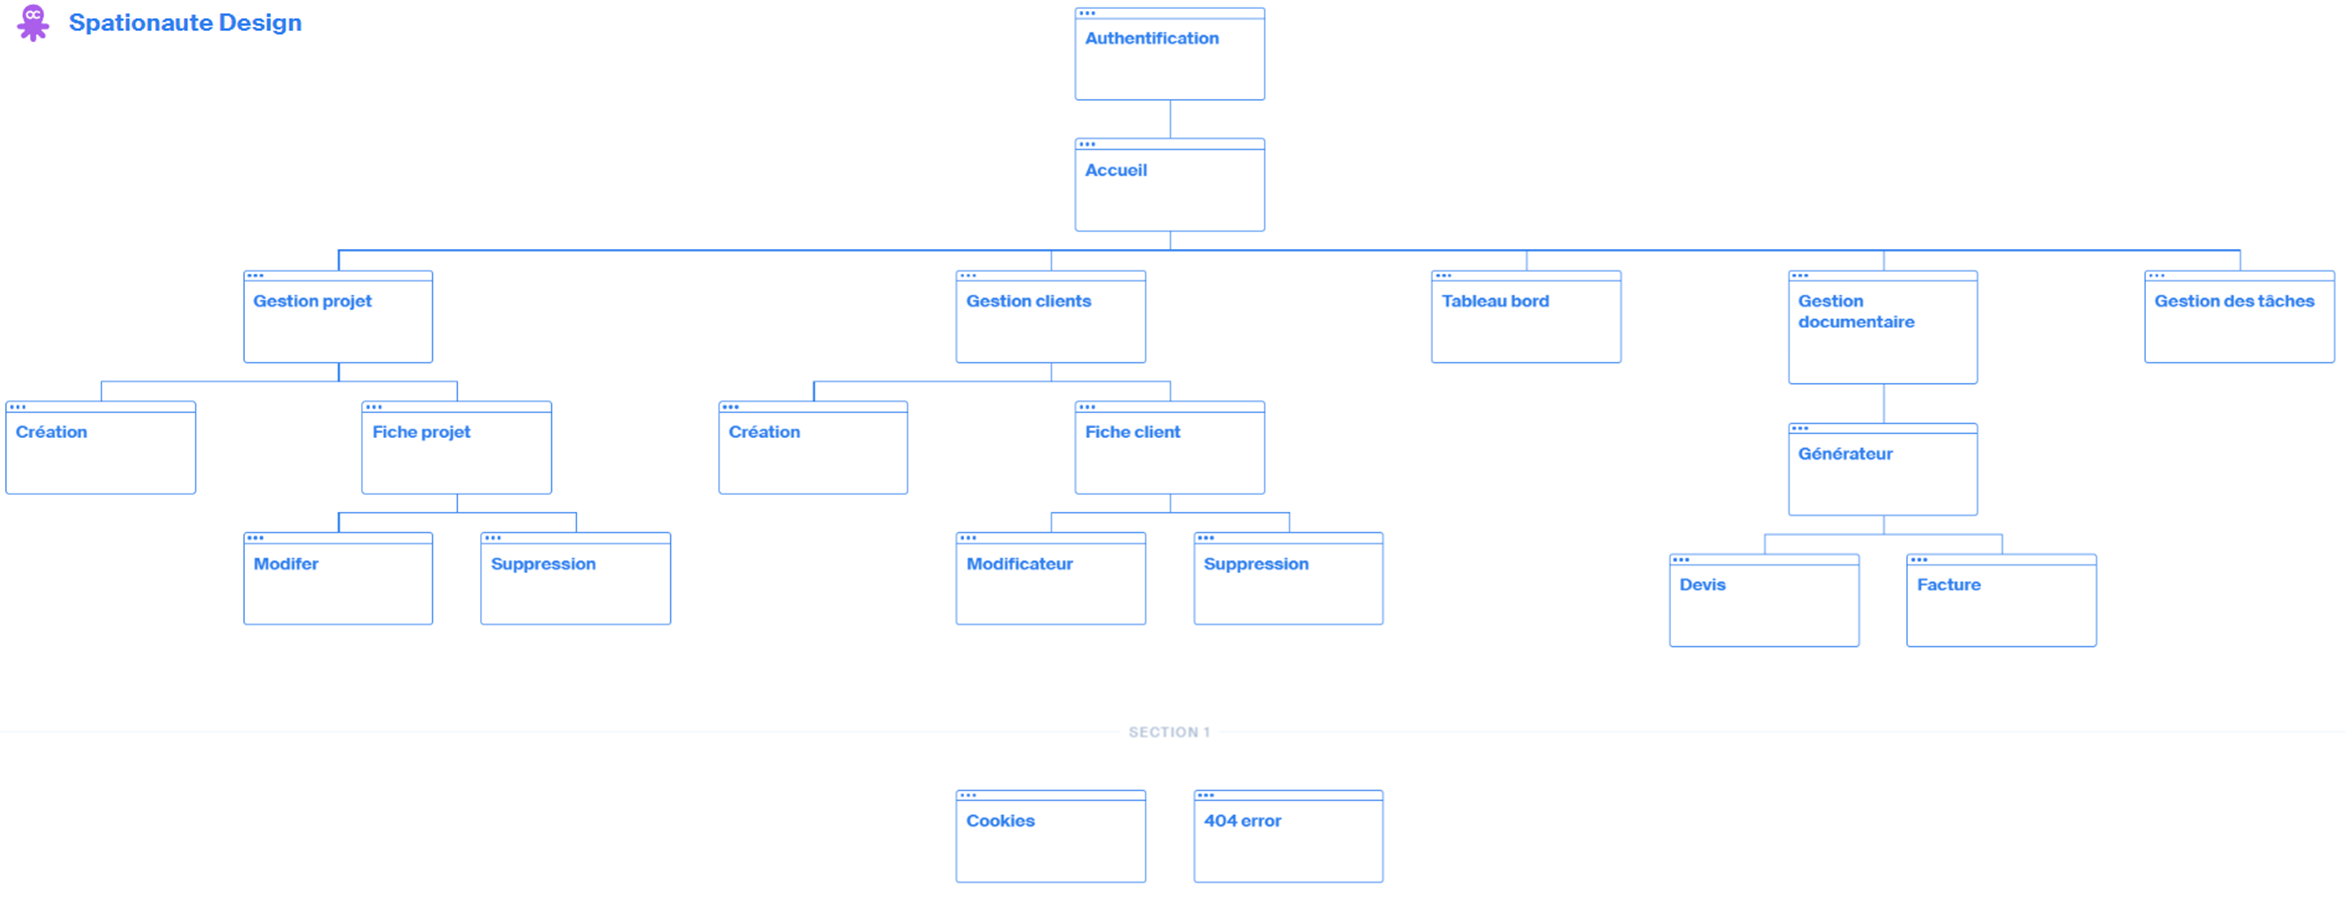 Spationaute Design
Authentification
Accueil
Gestion projet
Gestion clients
Tableau bord
Gestion
documentaire
Gestion des tâches
Création
Fiche projet
Création
Fiche client
Générateur
Modifer
Suppression
Modificateur
Suppression
Devis
Facture
SECTION 1
Cookies
404 error